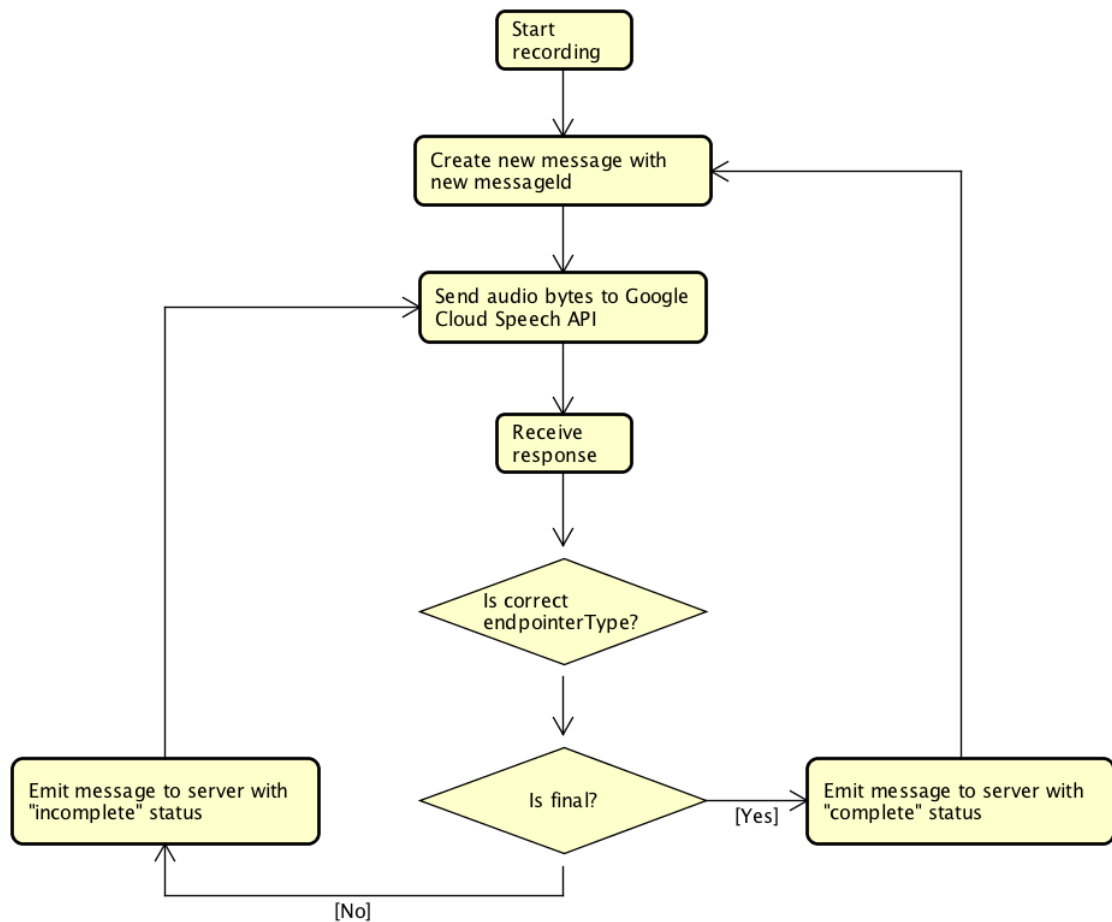 Start
recording
Create new message with
new messageId
Send audio bytes to Google
Cloud Speech API
Receive
response
Is correct
endpointerType?
Is final?
[Yes]
Emit message to server with
"complete" status
[No]
Emit message to server with
"incomplete" status